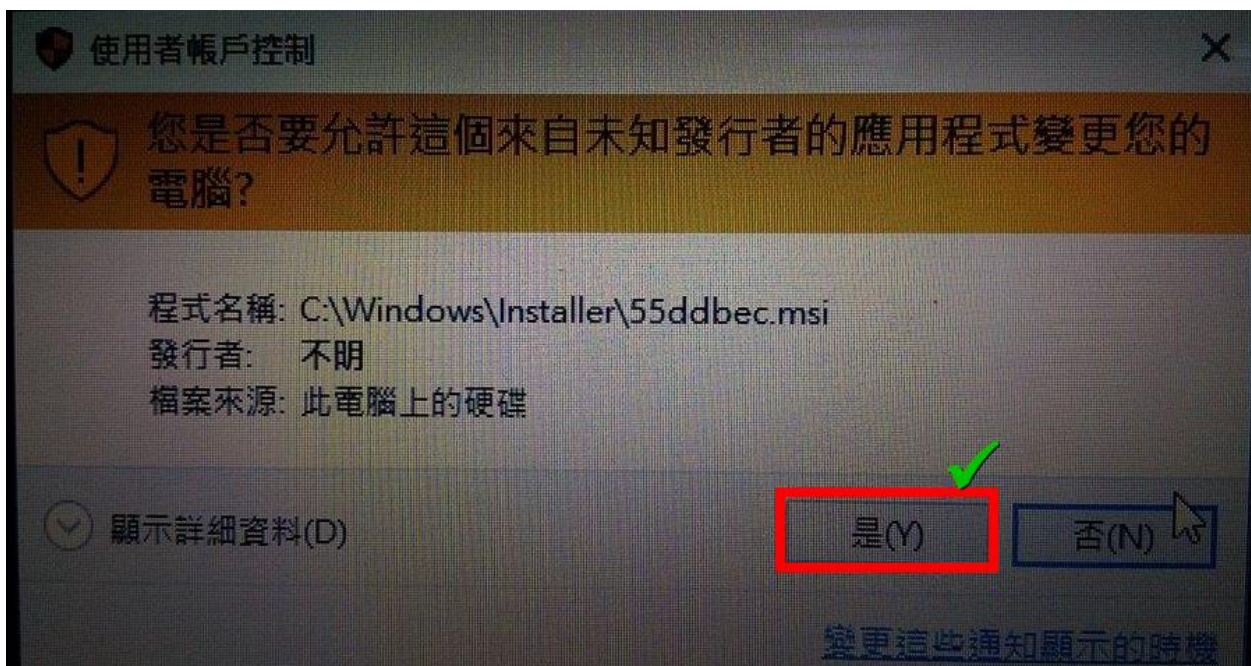 使用者帳戶控制
您是否要允許這個來自未知發行者的應用程式變更您的
電腦?
程式名稱: C:\Windows\Installer\55ddbec.msi
發行者: 不明
檔案來源: 此電腦上的硬碟
顯示詳細資料(D)
是(Y)
否(N)
變更這些通知顯示的時機